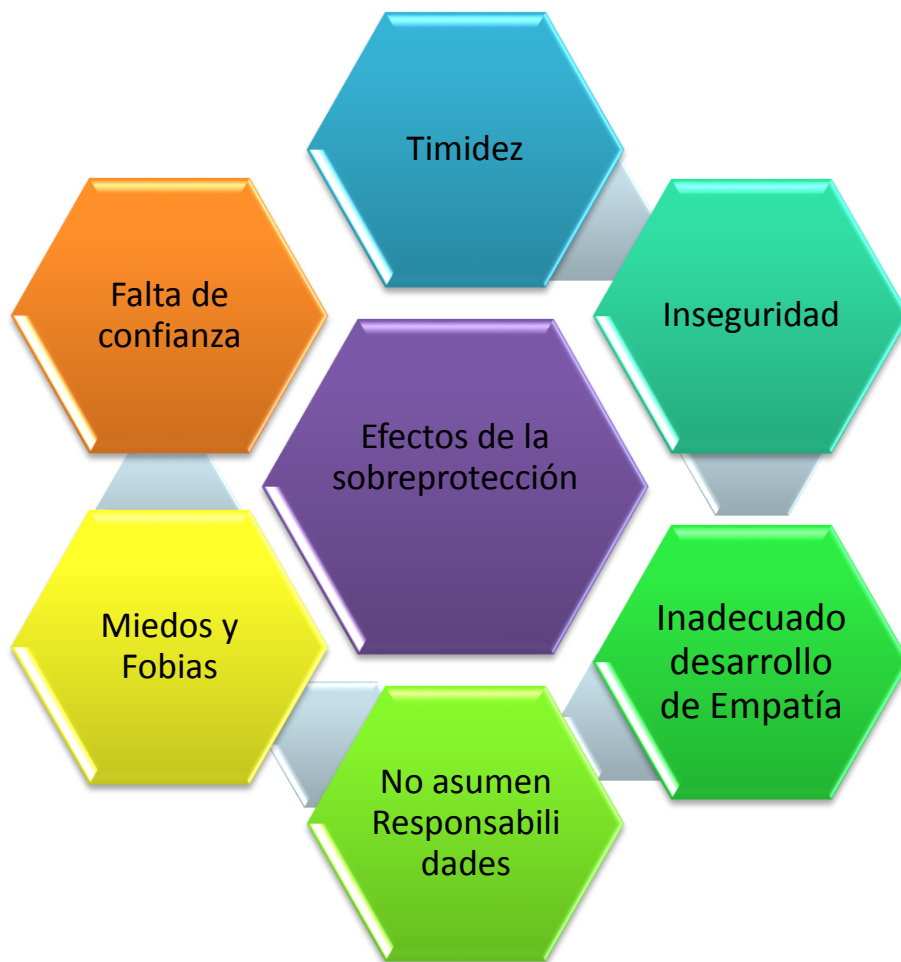 Timidez
Inseguridad
Inadecuado
desarrollo
de Empatía
No asumen
Responsabili
dades
Miedos y
Fobias
Falta de
confianza
Efectos de la
sobreprotección